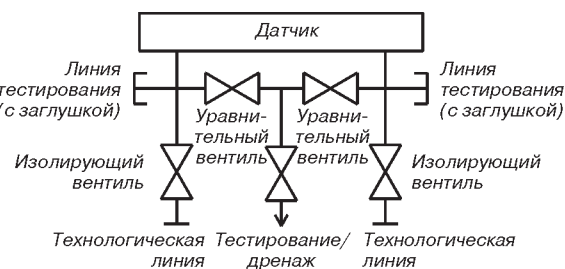 Датчик
Линия
тестирования
(с заглушкой)
Линия
тестирования
(с заглушкой)
Уравни-
тельный
вентиль
Уравни-
тельный
вентиль
Изолирующий
вентиль
Изолирующий
вентиль
Технологическая
линия
Тестирование/
дренаж
Технологическая
линия